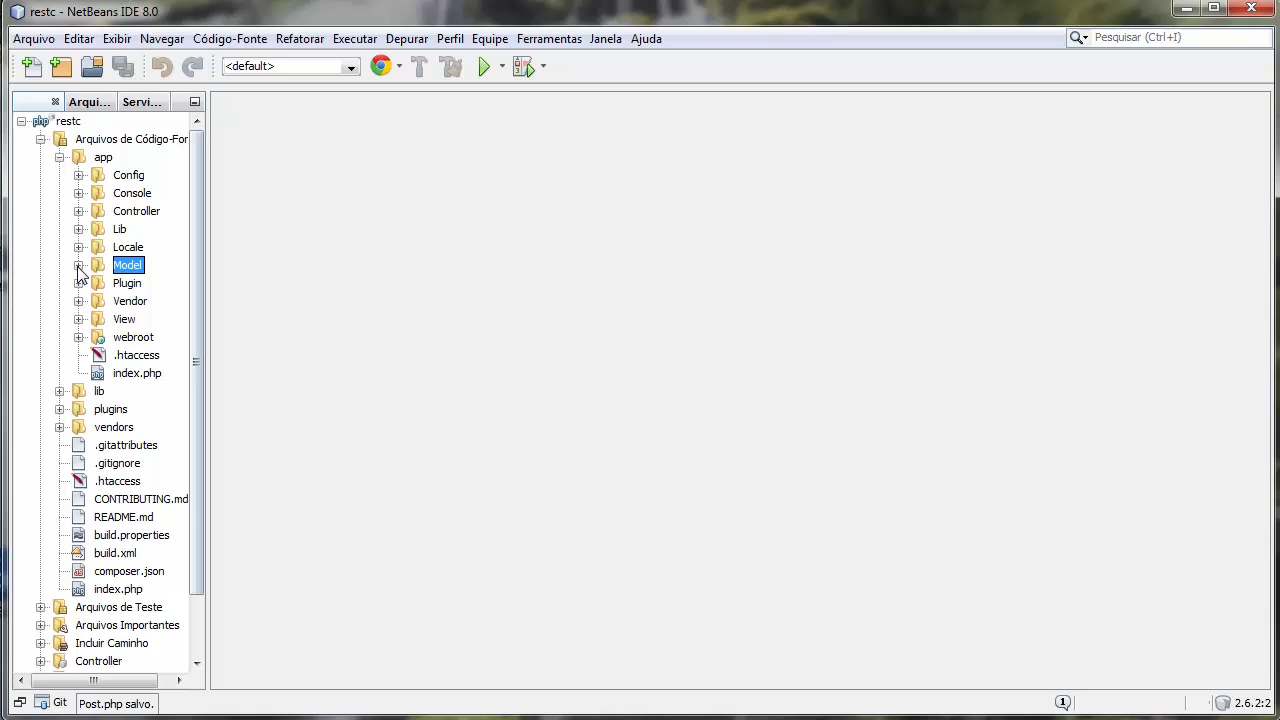 restc - NetBeans IDE 8.0
Arquivo Editar Exibir Navegar Código-Fonte Refatorar Executar Depurar Perfil Equipe Ferramentas Janela Ajuda
Pesquisar (Ctrl+I)
<default>
Arqui... Servi...
restc
Arquivos de Código-For
app
Config
Console
Controller
Lib
Locale
Model
Plugin
Vendor
View
webroot
.htaccess
index.php
lib
plugins
vendors
.gitattributes
.gitignore
.htaccess
CONTRIBUTING.md
README.md
build.properties
build.xml
composer.json
index.php
Arquivos de Teste
Arquivos Importantes
Incluir Caminho
Controller
Git Post.php salvo. 1 2.6.2:2